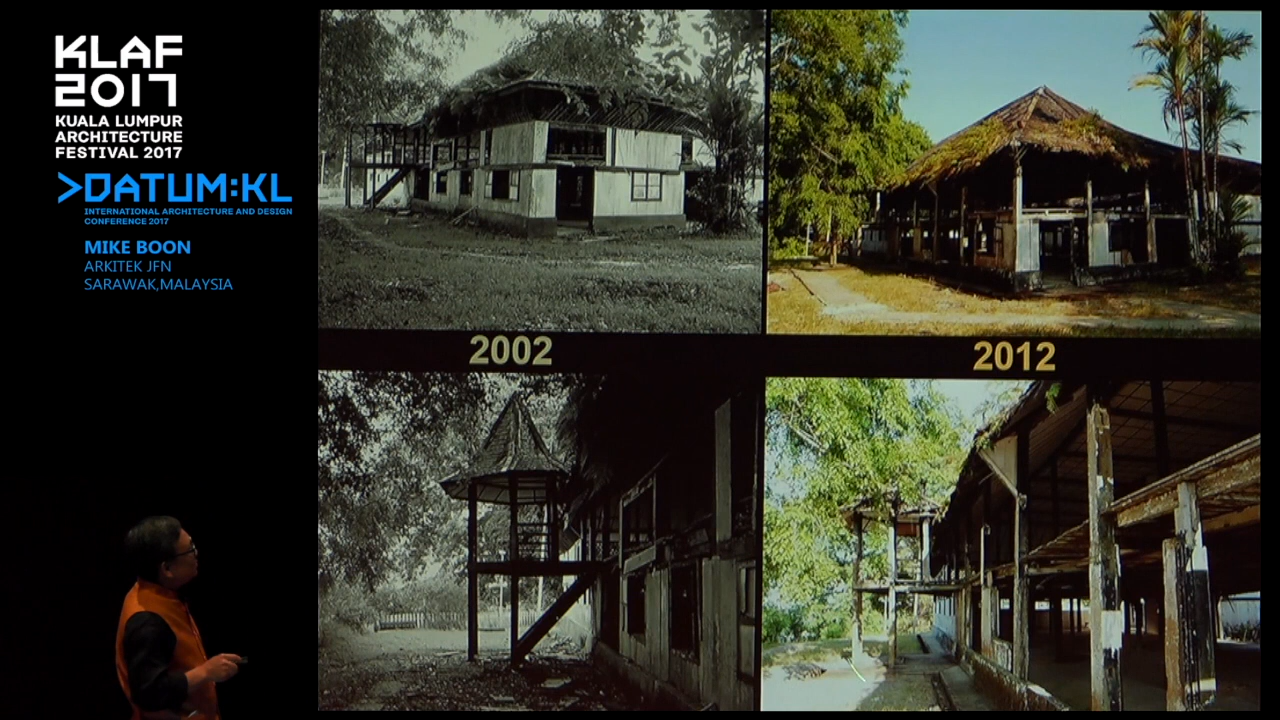 KLAF
2017
KUALA LUMPUR
ARCHITECTURE
FESTIVAL 2017
>DATUM:KL
INTERNATIONAL ARCHITECTURE AND DESIGN
CONFERENCE 2017
MIKE BOON
ARKITEK JFN
SARAWAK,MALAYSIA
2002
2012